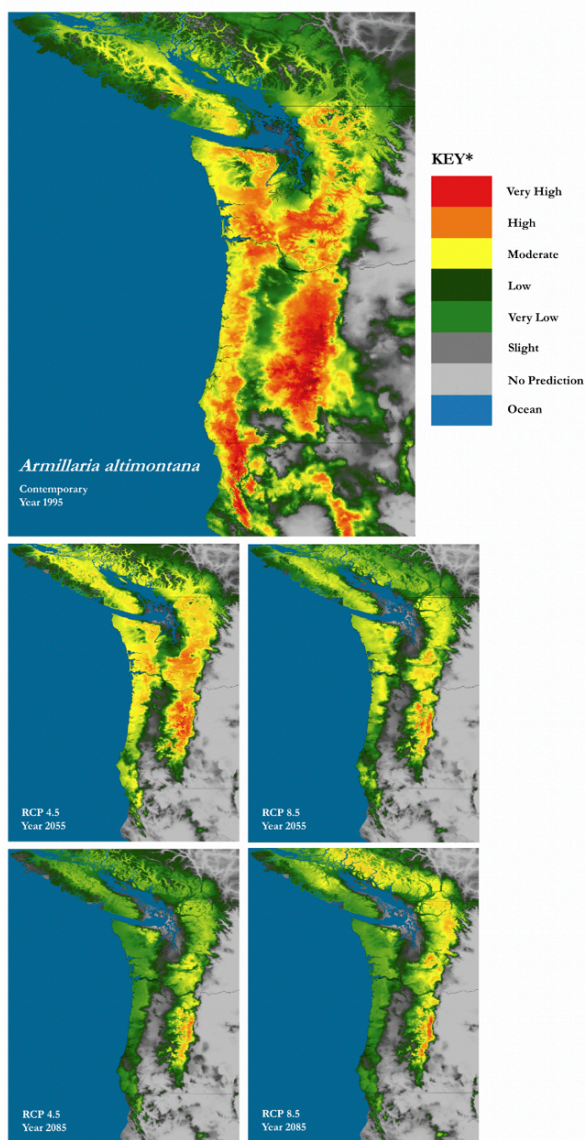 KEY*
Very High
High
Moderate
Low
Very Low
Slight
No Prediction
Ocean
Armillaria altimontana
Contemporary
Year 1995
RCP 4.5
Year 2055
RCP 8.5
Year 2055
RCP 4.5
Year 2085
RCP 8.5
Year 2085